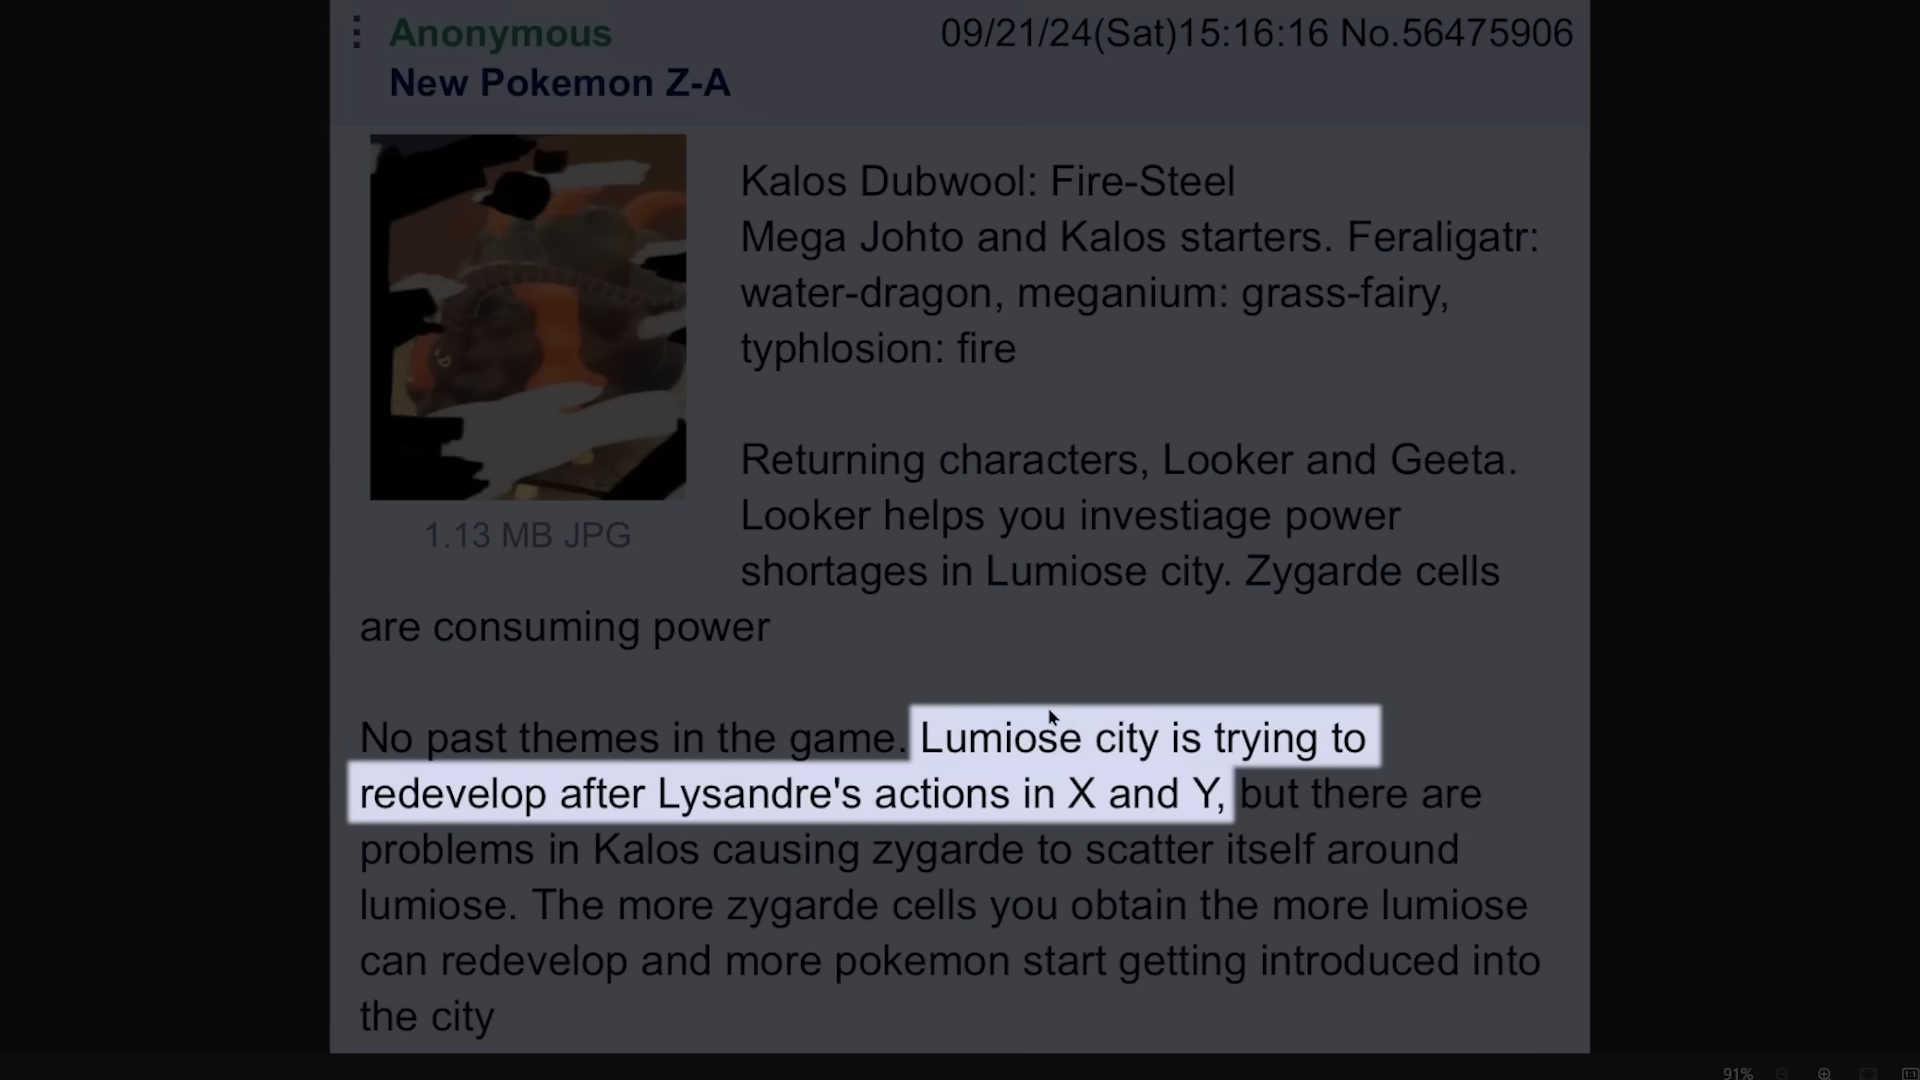 Anonymous 09/21/24(Sat)15:16:16 No.56475906
New Pokemon Z-A
Kalos Dubwool: Fire-Steel
Mega Johto and Kalos starters. Feraligatr:
water-dragon, meganium: grass-fairy,
typhlosion: fire
Returning characters, Looker and Geeta.
Looker helps you investiage power
1.13 MB JPG
shortages in Lumiose city. Zygarde cells
are consuming power
No past themes in the game. Lumiose city is trying to
redevelop after Lysandre's actions in X and Y, but there are
problems in Kalos causing zygarde to scatter itself around
lumiose. The more zygarde cells you obtain the more lumiose
can redevelop and more pokemon start getting introduced into
the city
91%
1:1